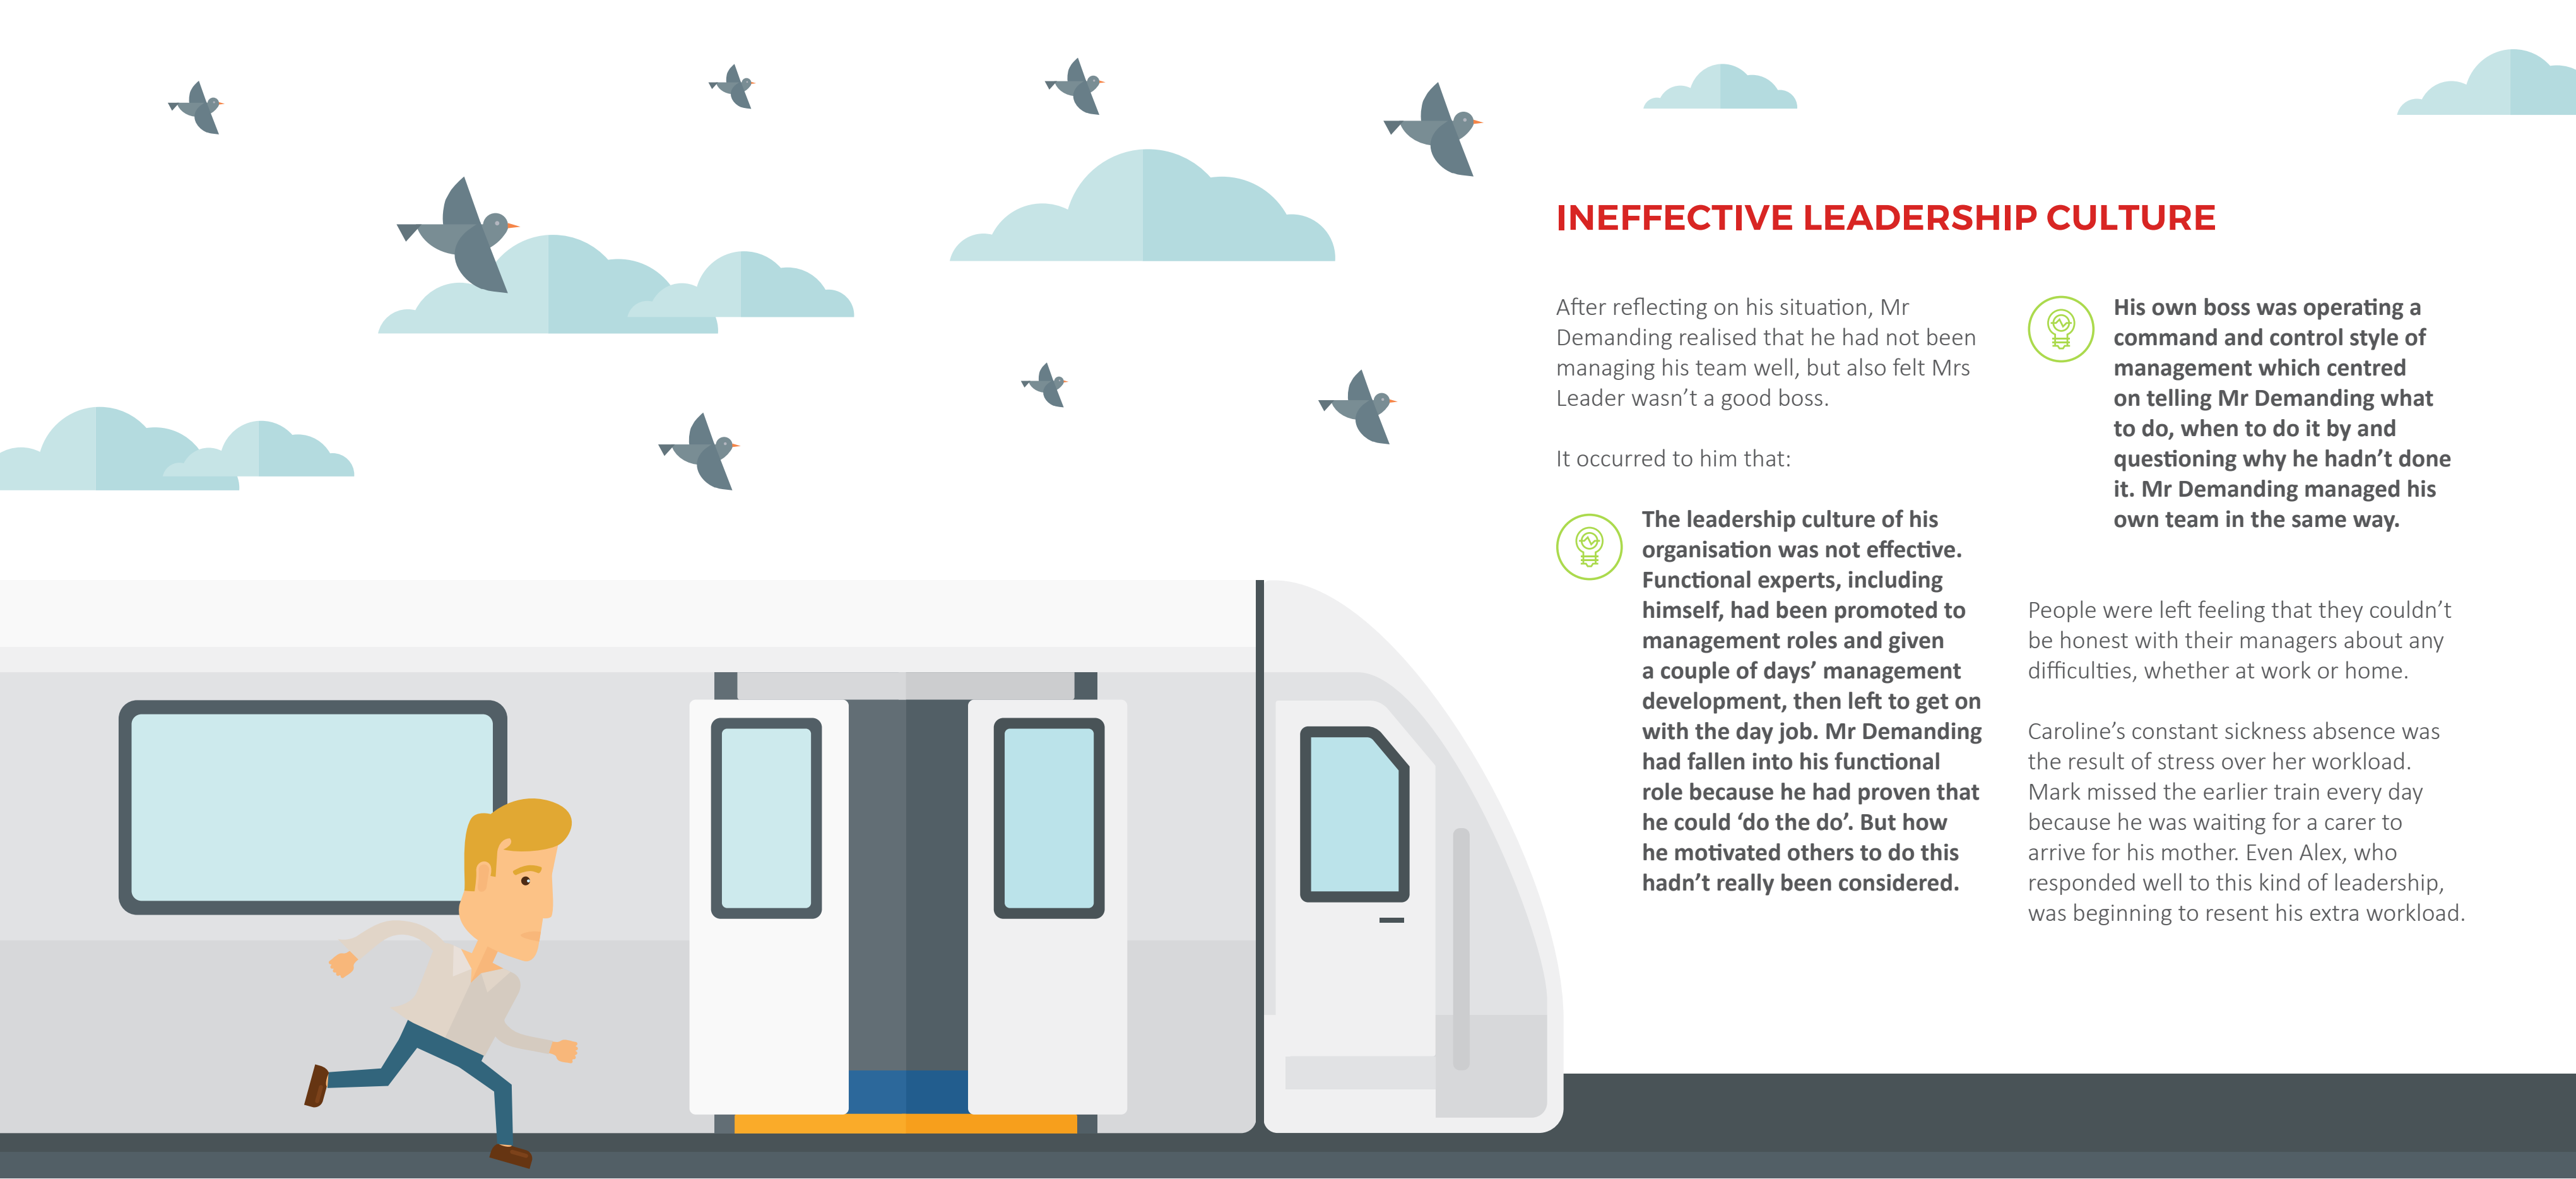 INEFFECTIVE LEADERSHIP CULTURE
After reflecting on his situation, Mr
Demanding realised that he had not been
managing his team well, but also felt Mrs
Leader wasn’t a good boss.
It occurred to him that:
The leadership culture of his
organisation was not effective.
Functional experts, including
himself, had been promoted to
management roles and given
a couple of days’ management
development, then left to get on
with the day job. Mr Demanding
had fallen into his functional
role because he had proven that
he could ‘do the do’. But how
he motivated others to do this
hadn’t really been considered.
His own boss was operating a
command and control style of
management which centred
on telling Mr Demanding what
to do, when to do it by and
questioning why he hadn’t done
it. Mr Demanding managed his
own team in the same way.
People were left feeling that they couldn’t
be honest with their managers about any
difficulties, whether at work or home.
Caroline’s constant sickness absence was
the result of stress over her workload.
Mark missed the earlier train every day
because he was waiting for a carer to
arrive for his mother. Even Alex, who
responded well to this kind of leadership,
was beginning to resent his extra workload.